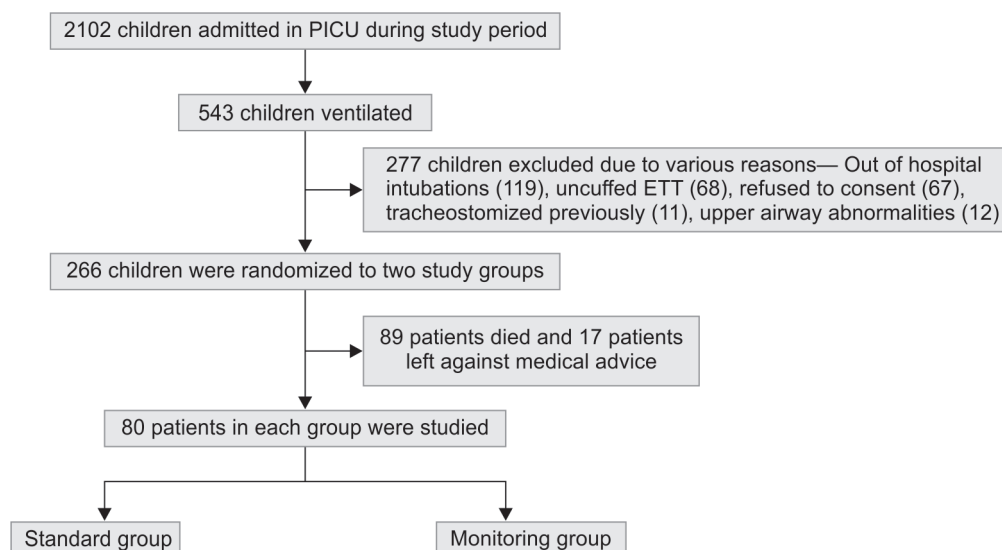 2102 children admitted in PICU during study period
543 children ventilated
277 children excluded due to various reasons— Out of hospital
intubations (119), uncuffed ETT (68), refused to consent (67),
tracheostomized previously (11), upper airway abnormalities (12)
266 children were randomized to two study groups
89 patients died and 17 patients
left against medical advice
80 patients in each group were studied
Standard group
Monitoring group